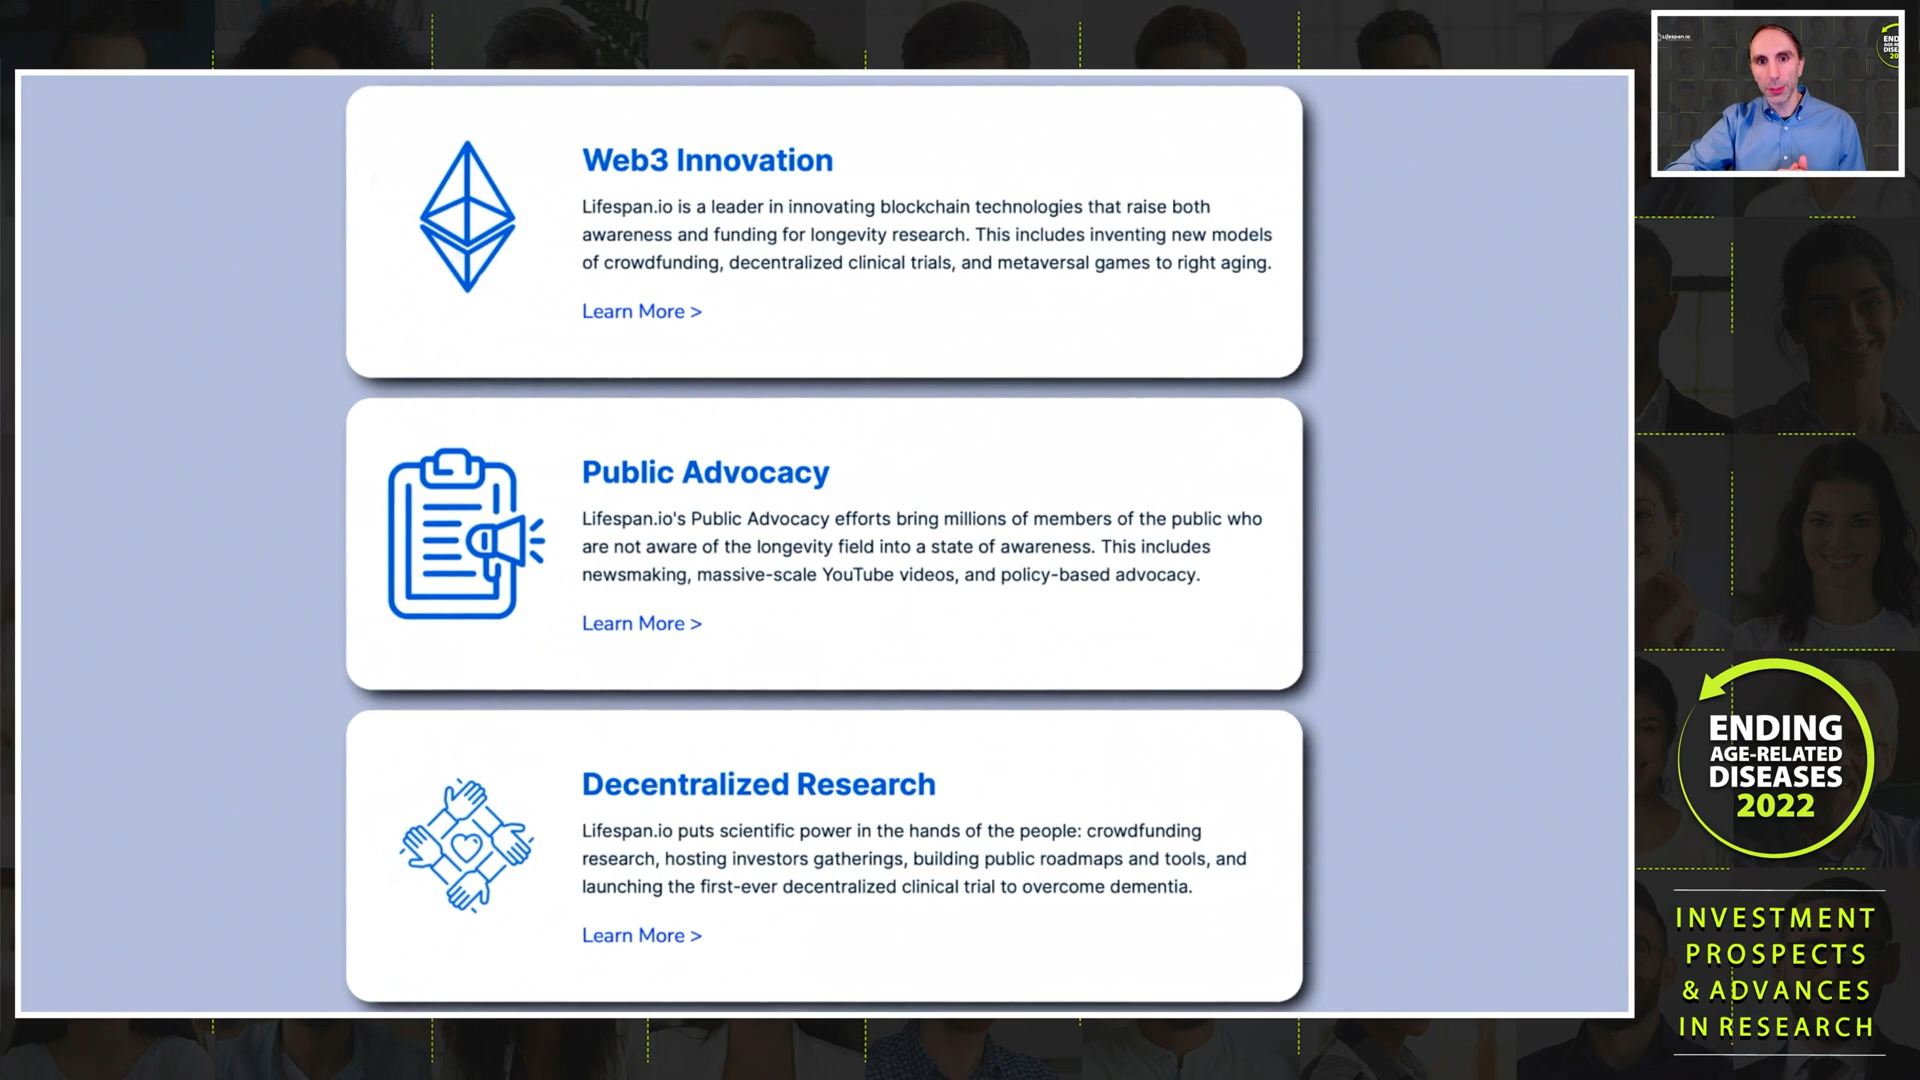 Web3 Innovation
Lifespan.io is a leader in innovating blockchain technologies that raise both
awareness and funding for longevity research. This includes inventing new models
of crowdfunding, decentralized clinical trials, and metaversal games to right aging.
Learn More >
Public Advocacy
Lifespan.io's Public Advocacy efforts bring millions of members of the public who
are not aware of the longevity field into a state of awareness. This includes
newsmaking, massive-scale YouTube videos, and policy-based advocacy.
Learn More >
Decentralized Research
Lifespan.io puts scientific power in the hands of the people: crowdfunding
research, hosting investors gatherings, building public roadmaps and tools, and
launching the first-ever decentralized clinical trial to overcome dementia.
Learn More >
Lifespan.io
END
DISE
20
ENDING
AGE-RELATED
DISEASES
2022
INVESTMENT
PROSPECTS
& ADVANCES
IN RESEARCH